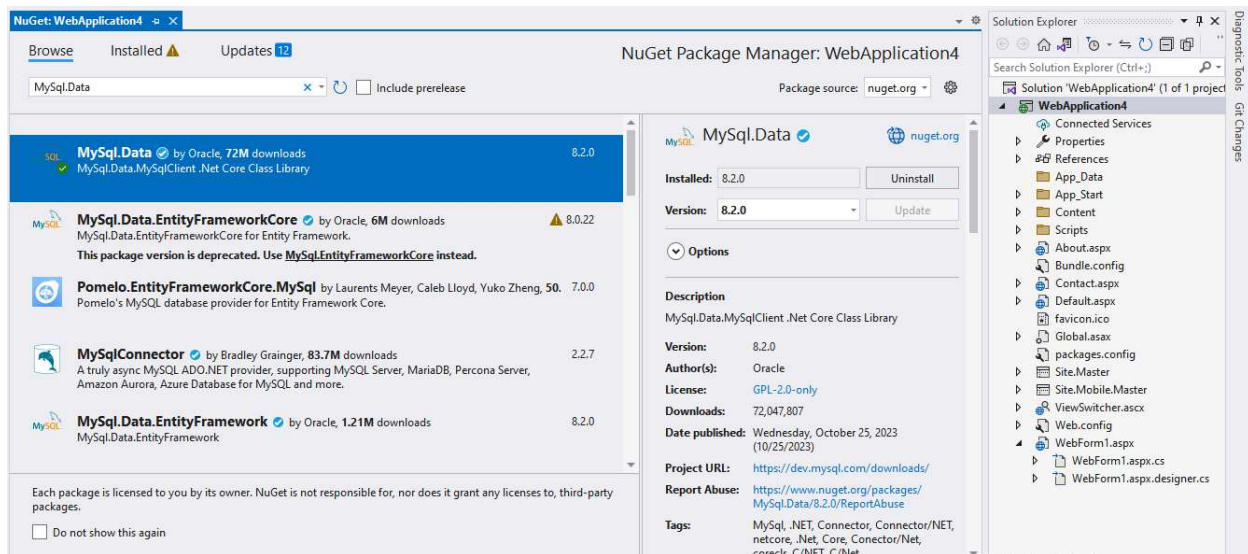 NuGet: WebApplication4
Browse Installed Updates 12
NuGet Package Manager: WebApplication4
MySql.Data
Include prerelease
Package source: nuget.org
SQL
MySql.Data by Oracle, 72M downloads 8.2.0
MySql.Data.MySqlClient .Net Core Class Library
MySQL
MySql.Data.EntityFrameworkCore by Oracle, 6M downloads 8.0.22
MySql.Data.EntityFrameworkCore for Entity Framework.
This package version is deprecated. Use MySql.EntityFrameworkCore instead.
Pomelo.EntityFrameworkCore.MySql by Laurents Meyer, Caleb Lloyd, Yuko Zheng, 50. 7.0.0
Pomelo's MySQL database provider for Entity Framework Core.
MySqlConnector by Bradley Grainger, 83.7M downloads 2.2.7
A truly async MySQL ADO.NET provider, supporting MySQL Server, MariaDB, Percona Server,
Amazon Aurora, Azure Database for MySQL and more.
MySQL
MySql.Data.EntityFramework by Oracle, 1.21M downloads 8.2.0
MySql.Data.EntityFramework
Each package is licensed to you by its owner. NuGet is not responsible for, nor does it grant any licenses to, third-party
packages.
Do not show this again
MySQL
MySql.Data nuget.org
Installed: 8.2.0 Uninstall
Version: 8.2.0 Update
Options
Description
MySql.Data.MySqlClient .Net Core Class Library
Version: 8.2.0
Author(s): Oracle
License: GPL-2.0-only
Downloads: 72,047,807
Date published: Wednesday, October 25, 2023
(10/25/2023)
Project URL: https://dev.mysql.com/downloads/
Report Abuse: https://www.nuget.org/packages/
MySql.Data/8.2.0/ReportAbuse
Tags: MySql, .NET, Connector, Connector/NET,
netcore, .Net, Core, Conector/Net,
coreclr, C/NET, C/Net
Solution Explorer
Search Solution Explorer (Ctrl+;)
Solution 'WebApplication4' (1 of 1 project
WebApplication4
Connected Services
Properties
References
App_Data
App_Start
Content
Scripts
About.aspx
Bundle.config
Contact.aspx
Default.aspx
favicon.ico
Global.asax
packages.config
Site.Master
Site.Mobile.Master
ViewSwitcher.ascx
Web.config
WebForm1.aspx
WebForm1.aspx.cs
WebForm1.aspx.designer.cs
Diagnostic Tools
Git Changes